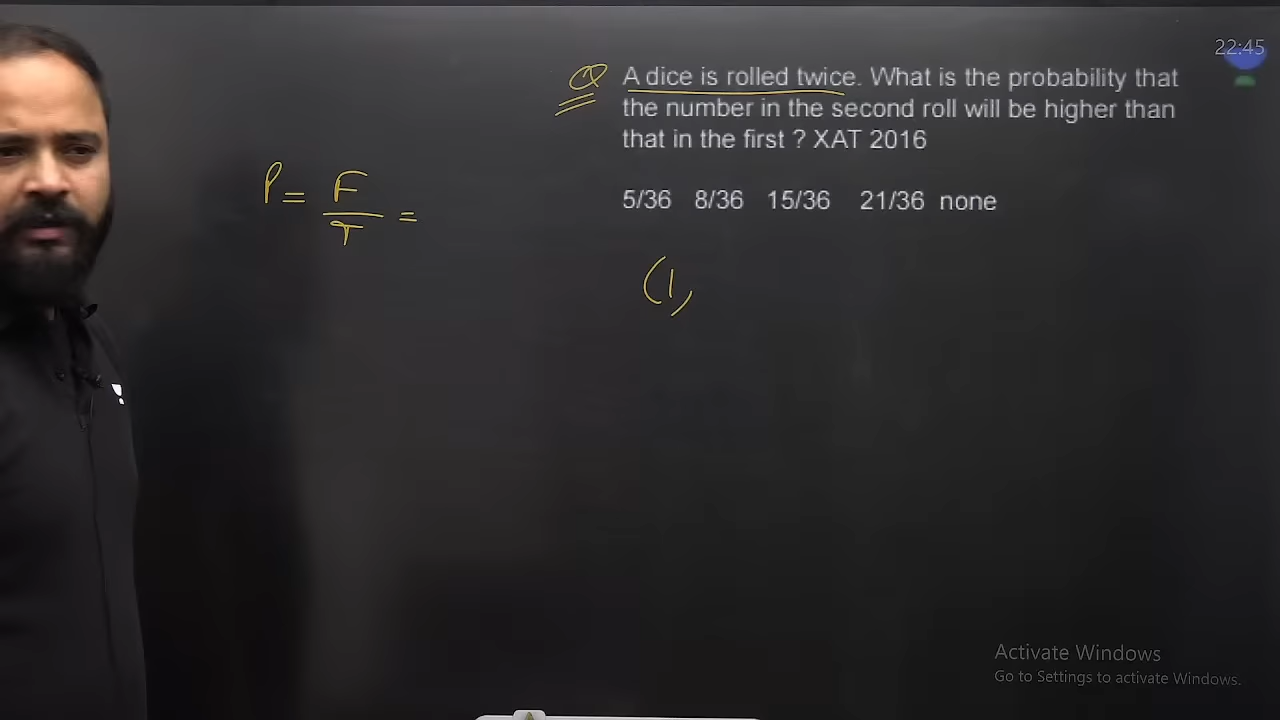 22:45
Q A dice is rolled twice. What is the probability that
the number in the second roll will be higher than
that in the first ? XAT 2016
P = F/T =
5/36 8/36 15/36 21/36 none
(1,
Activate Windows
Go to Settings to activate Windows.